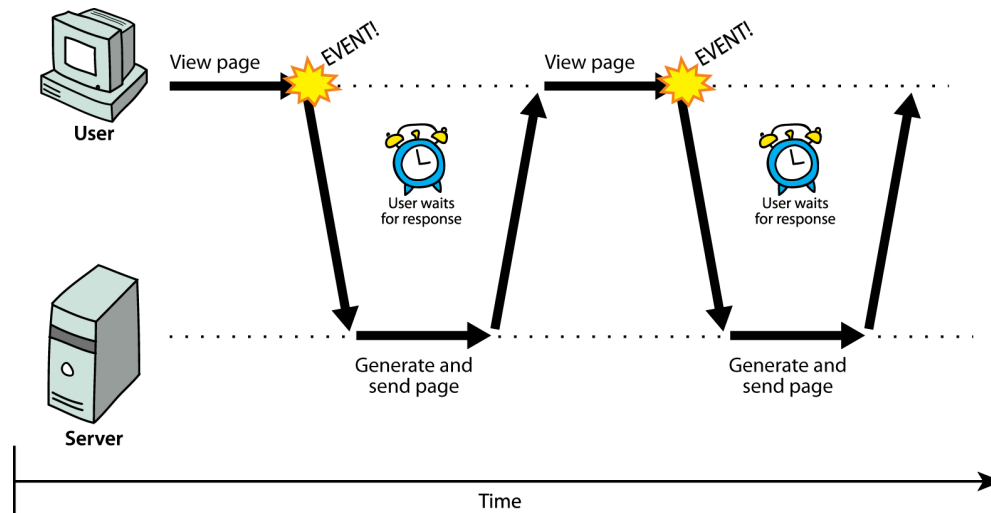 View page
EVENT!
View page
EVENT!
User
User waits
for response
User waits
for response
Generate and
send page
Generate and
send page
Server
Time